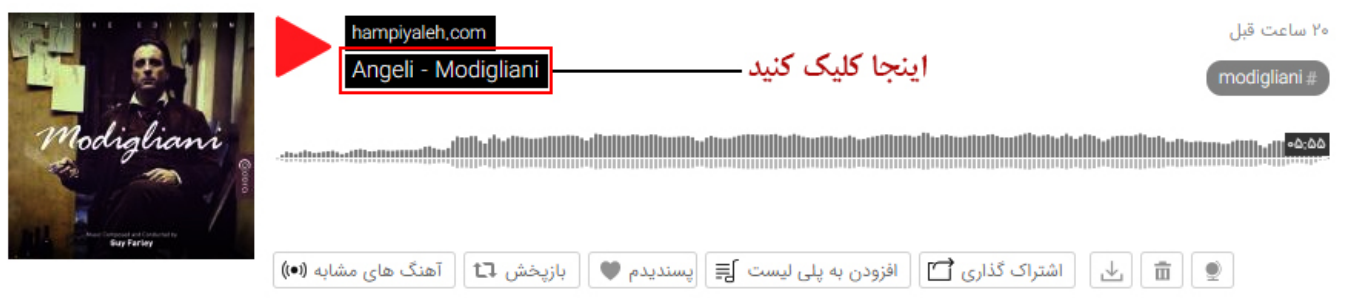 DELUXE EDITION
Modigliani
Music Composed and Conducted by
Guy Farley
hampiyaleh.com
Angeli - Modigliani
اینجا کلیک کنید
۲۰ ساعت قبل
# modigliani
۰۵:۵۵
آهنگ های مشابه
بازپخش
پسندیدم
افزودن به پلی لیست
اشتراک گذاری